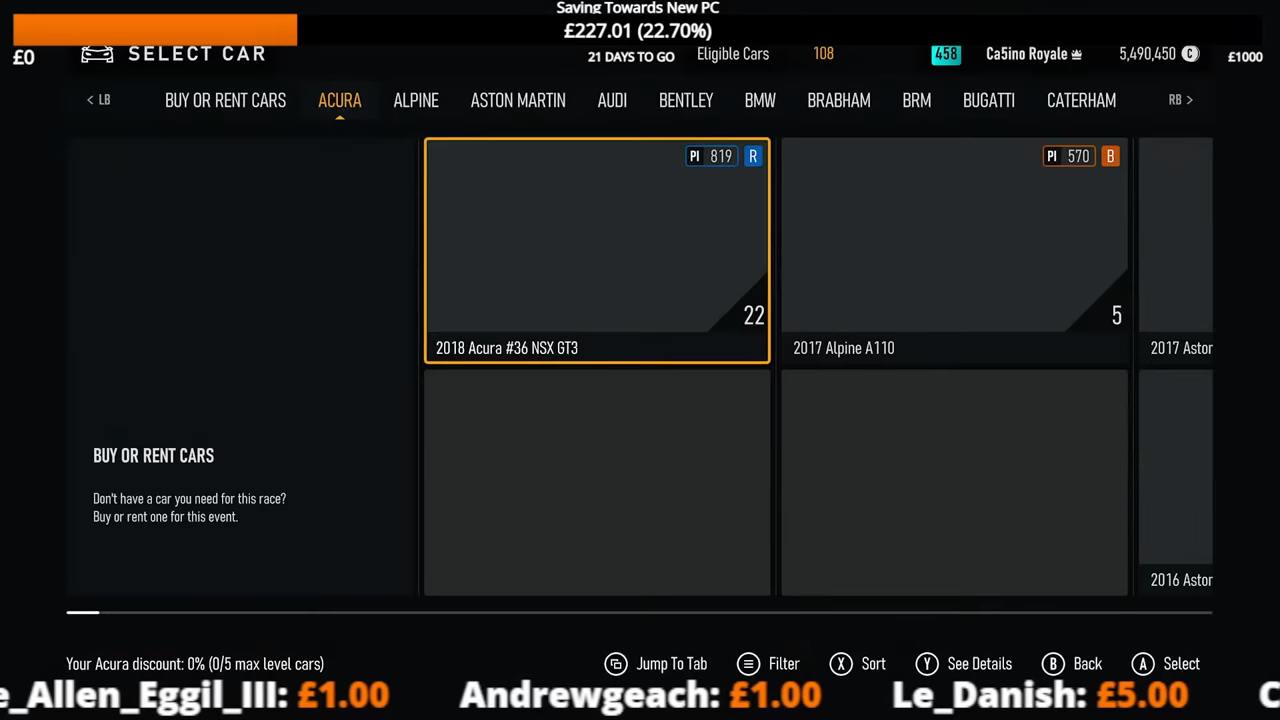 Saving Towards New PC
£227.01 (22.70%)
£0
SELECT CAR
21 DAYS TO GO
Eligible Cars
108
458
Ca5ino Royale
5,490,450 C
£1000
< LB
BUY OR RENT CARS
ACURA
ALPINE
ASTON MARTIN
AUDI
BENTLEY
BMW
BRABHAM
BRM
BUGATTI
CATERHAM
RB >
PI 819 R
22
2018 Acura #36 NSX GT3
PI 570 B
5
2017 Alpine A110
2017 Astor
2016 Astor
BUY OR RENT CARS
Don't have a car you need for this race?
Buy or rent one for this event.
Your Acura discount: 0% (0/5 max level cars)
Jump To Tab
Filter
X Sort
Y See Details
B Back
A Select
e_Allen_Eggil_III: £1.00
Andrewgeach: £1.00
Le_Danish: £5.00
C